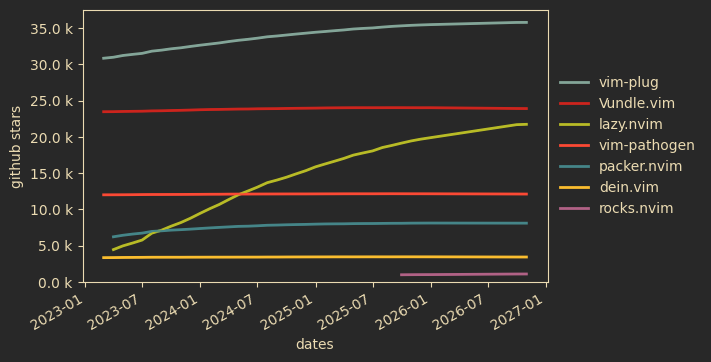 35.0 k
30.0 k
25.0 k
20.0 k
15.0 k
10.0 k
5.0 k
0.0 k
github stars
2023-01
2023-07
2024-01
2024-07
2025-01
2025-07
2026-01
2026-07
2027-01
dates
vim-plug
Vundle.vim
lazy.nvim
vim-pathogen
packer.nvim
dein.vim
rocks.nvim